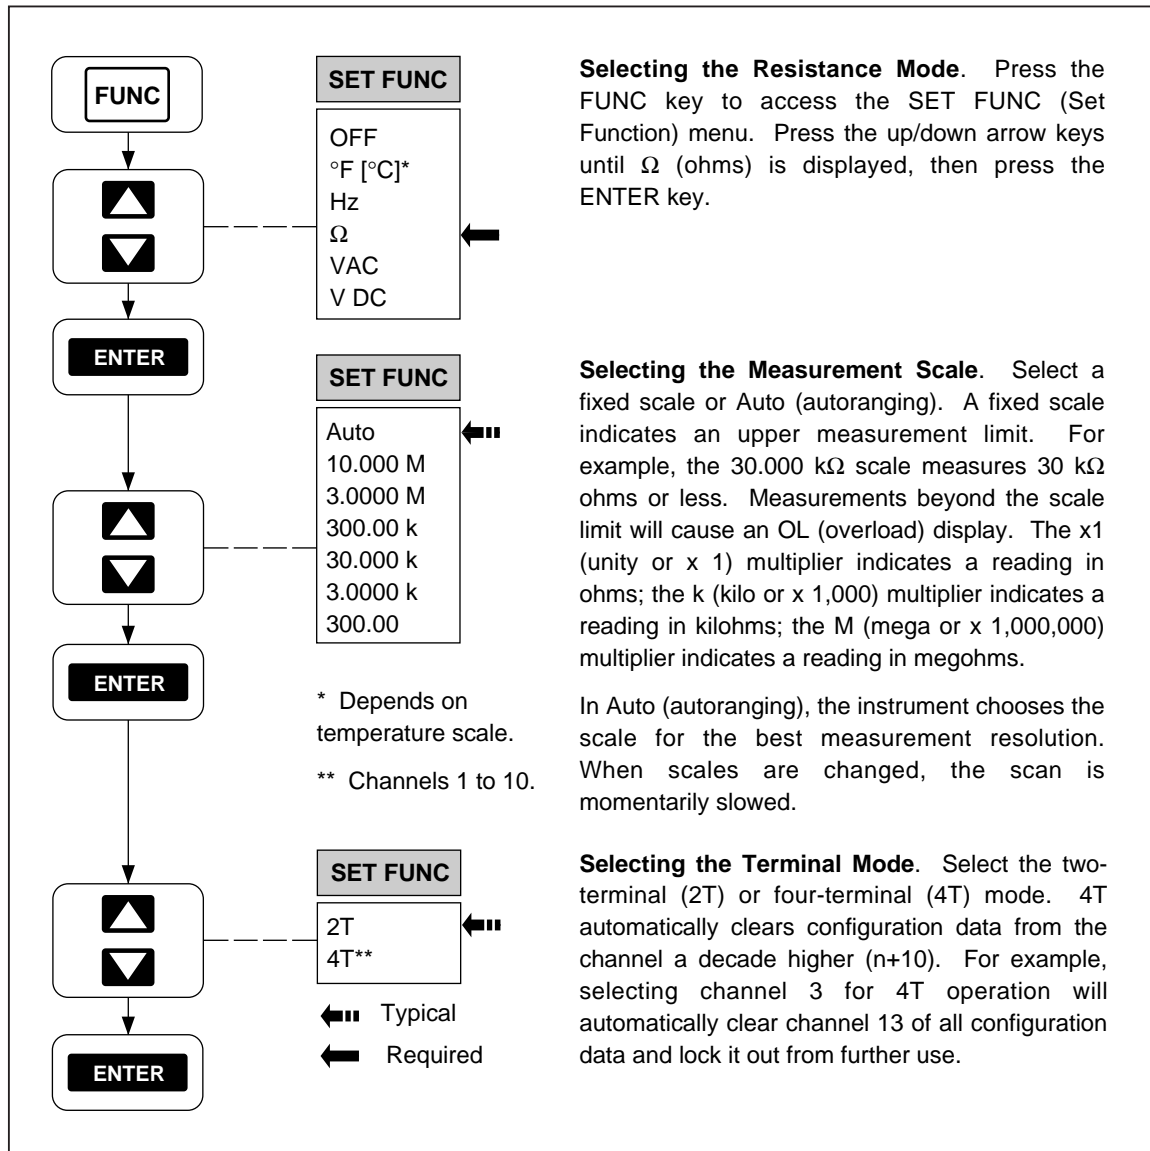 FUNC
SET FUNC
OFF
°F [°C]*
Hz
Ω
VAC
V DC
ENTER
Selecting the Resistance Mode. Press the
FUNC key to access the SET FUNC (Set
Function) menu. Press the up/down arrow keys
until Ω (ohms) is displayed, then press the
ENTER key.
SET FUNC
Auto
10.000 M
3.0000 M
300.00 k
30.000 k
3.0000 k
300.00
ENTER
* Depends on
temperature scale.
** Channels 1 to 10.
Selecting the Measurement Scale. Select a
fixed scale or Auto (autoranging). A fixed scale
indicates an upper measurement limit. For
example, the 30.000 kΩ scale measures 30 kΩ
ohms or less. Measurements beyond the scale
limit will cause an OL (overload) display. The x1
(unity or x 1) multiplier indicates a reading in
ohms; the k (kilo or x 1,000) multiplier indicates a
reading in kilohms; the M (mega or x 1,000,000)
multiplier indicates a reading in megohms.
In Auto (autoranging), the instrument chooses the
scale for the best measurement resolution.
When scales are changed, the scan is
momentarily slowed.
SET FUNC
2T
4T**
Typical
Required
ENTER
Selecting the Terminal Mode. Select the two-
terminal (2T) or four-terminal (4T) mode. 4T
automatically clears configuration data from the
channel a decade higher (n+10). For example,
selecting channel 3 for 4T operation will
automatically clear channel 13 of all configuration
data and lock it out from further use.